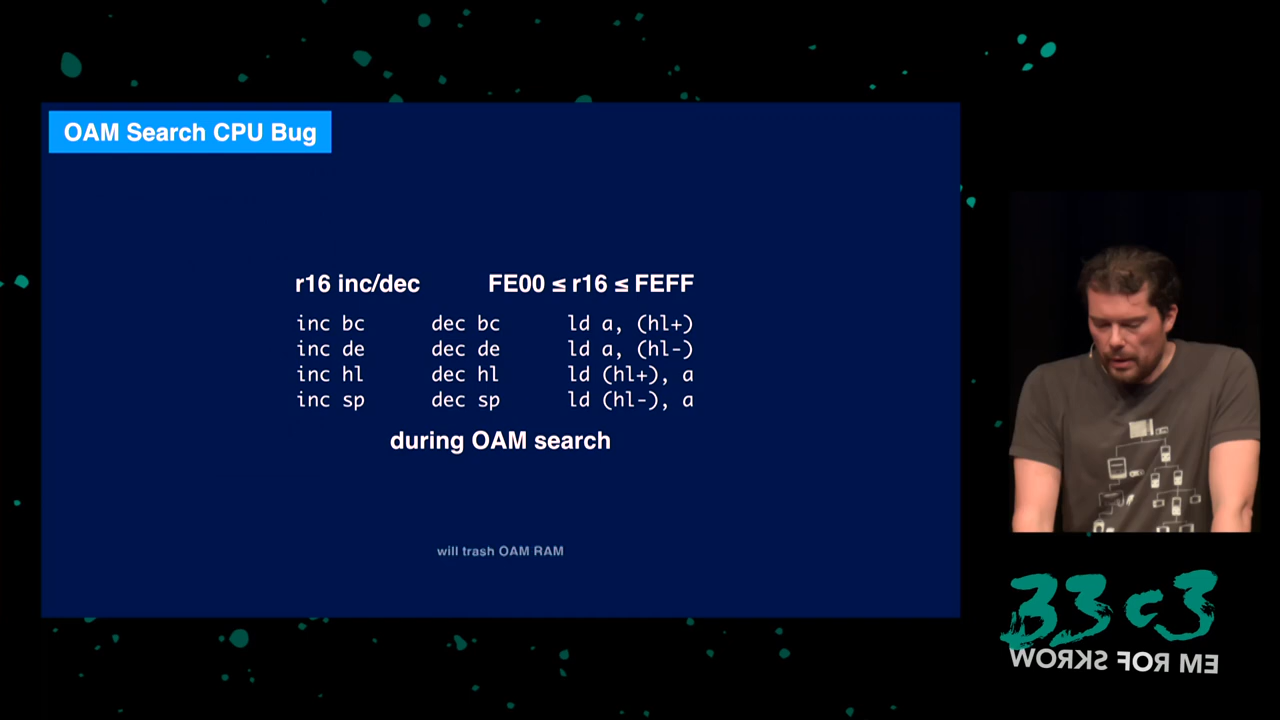 OAM Search CPU Bug
r16 inc/dec FE00 ≤ r16 ≤ FEFF
inc bc dec bc ld a, (hl+)
inc de dec de ld a, (hl-)
inc hl dec hl ld (hl+), a
inc sp dec sp ld (hl-), a
during OAM search
will trash OAM RAM
33c3
WORKS FOR ME